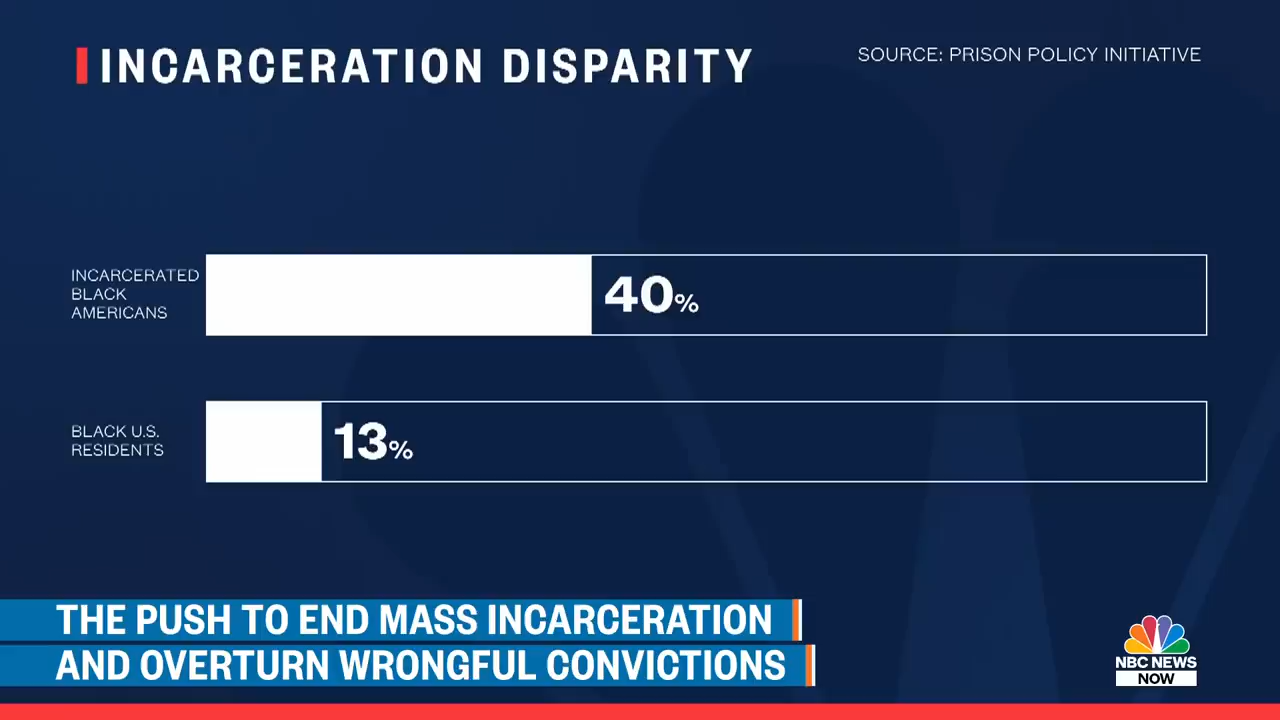 INCARCERATION DISPARITY
SOURCE: PRISON POLICY INITIATIVE
INCARCERATED
BLACK
AMERICANS
40%
BLACK U.S.
RESIDENTS
13%
THE PUSH TO END MASS INCARCERATION
AND OVERTURN WRONGFUL CONVICTIONS
NBC NEWS
NOW